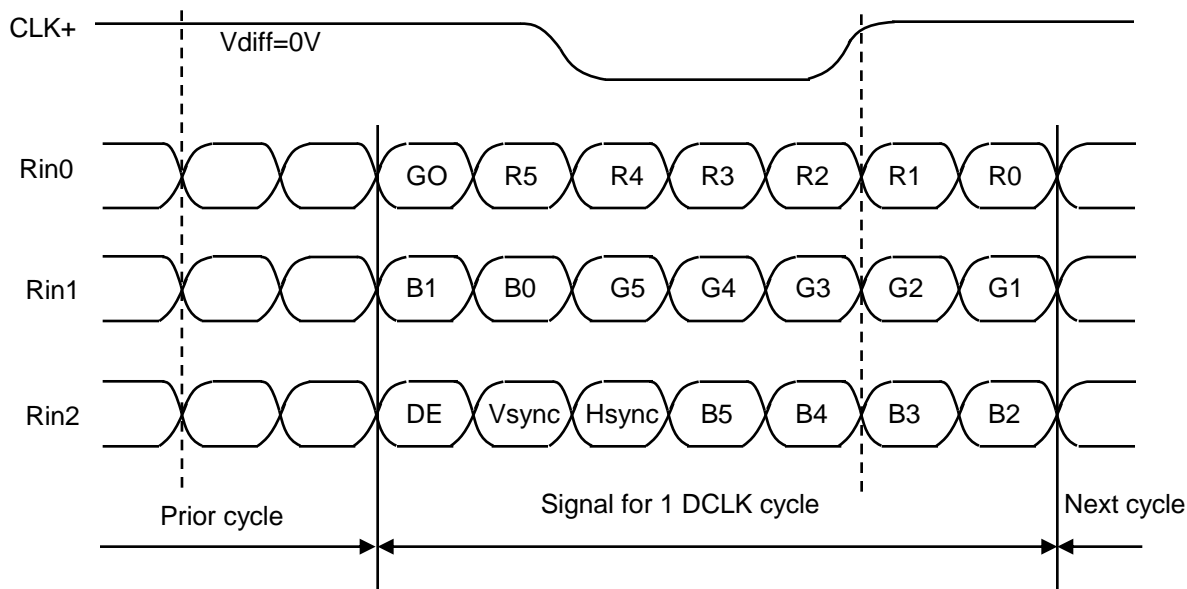 CLK+
Vdiff=0V
Rin0 GO R5 R4 R3 R2 R1 R0
Rin1 B1 B0 G5 G4 G3 G2 G1
Rin2 DE Vsync Hsync B5 B4 B3 B2
Prior cycle Signal for 1 DCLK cycle Next cycle